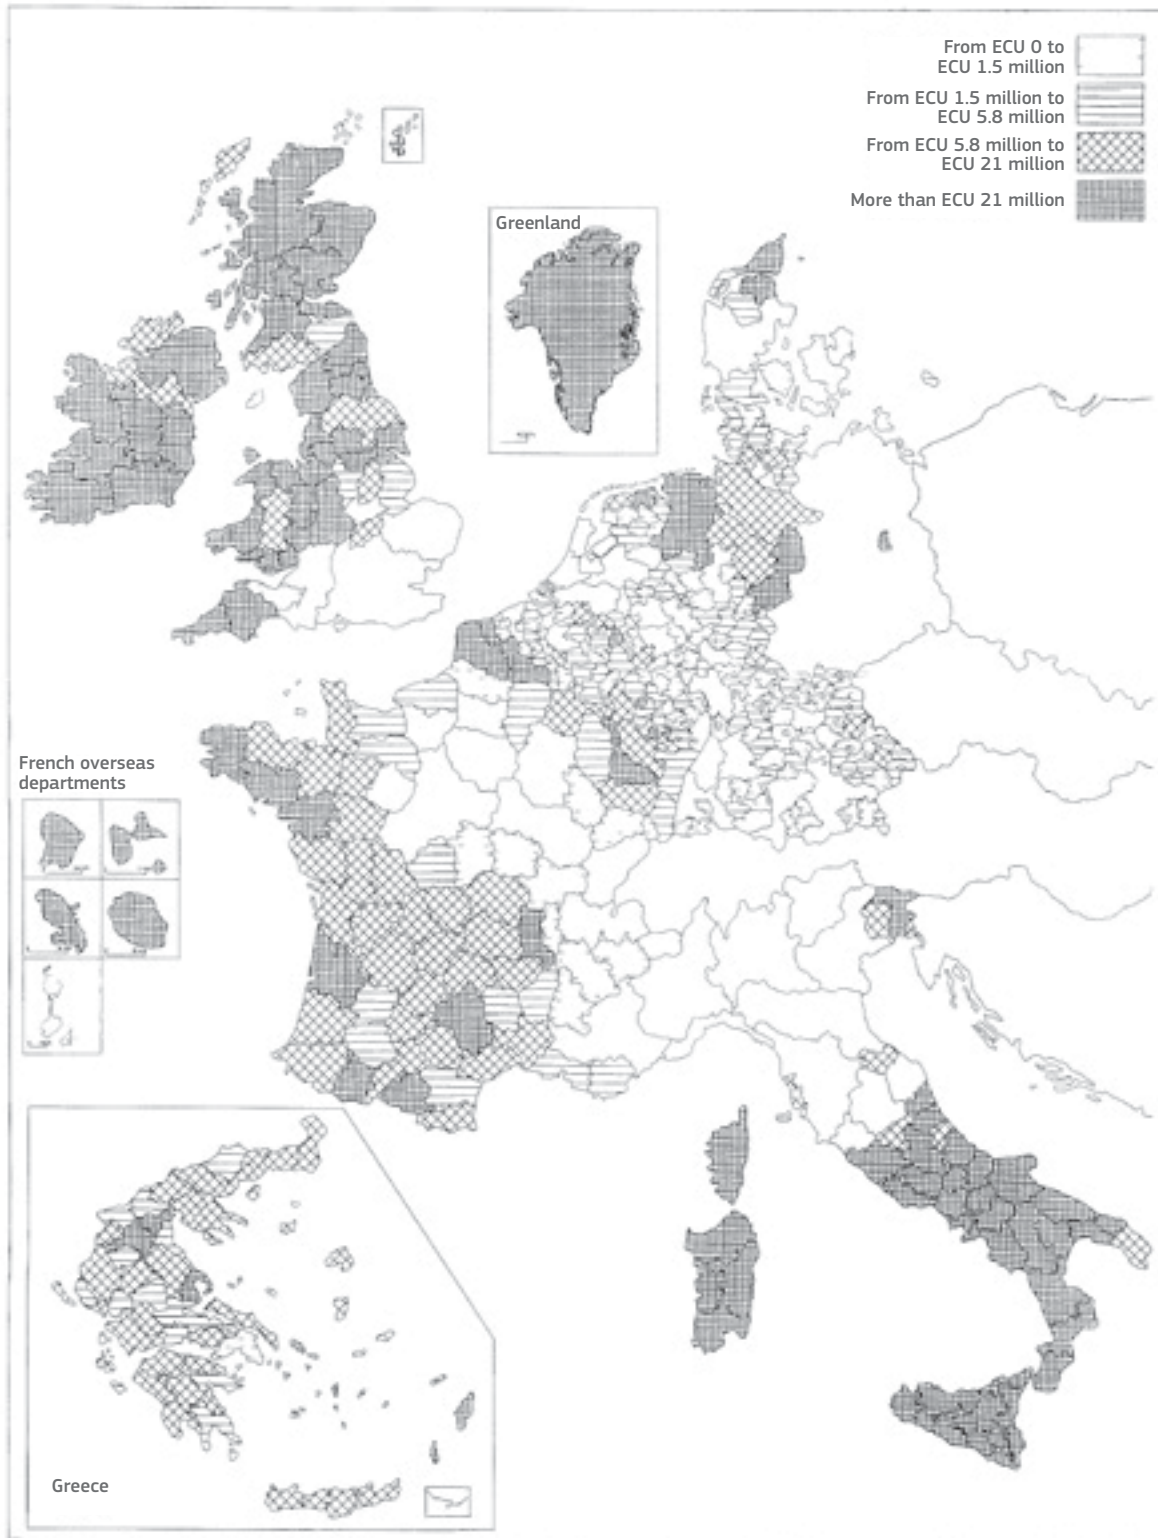 From ECU 0 to
ECU 1.5 million
From ECU 1.5 million to
ECU 5.8 million
From ECU 5.8 million to
ECU 21 million
More than ECU 21 million
Greenland
French overseas
departments
Greece